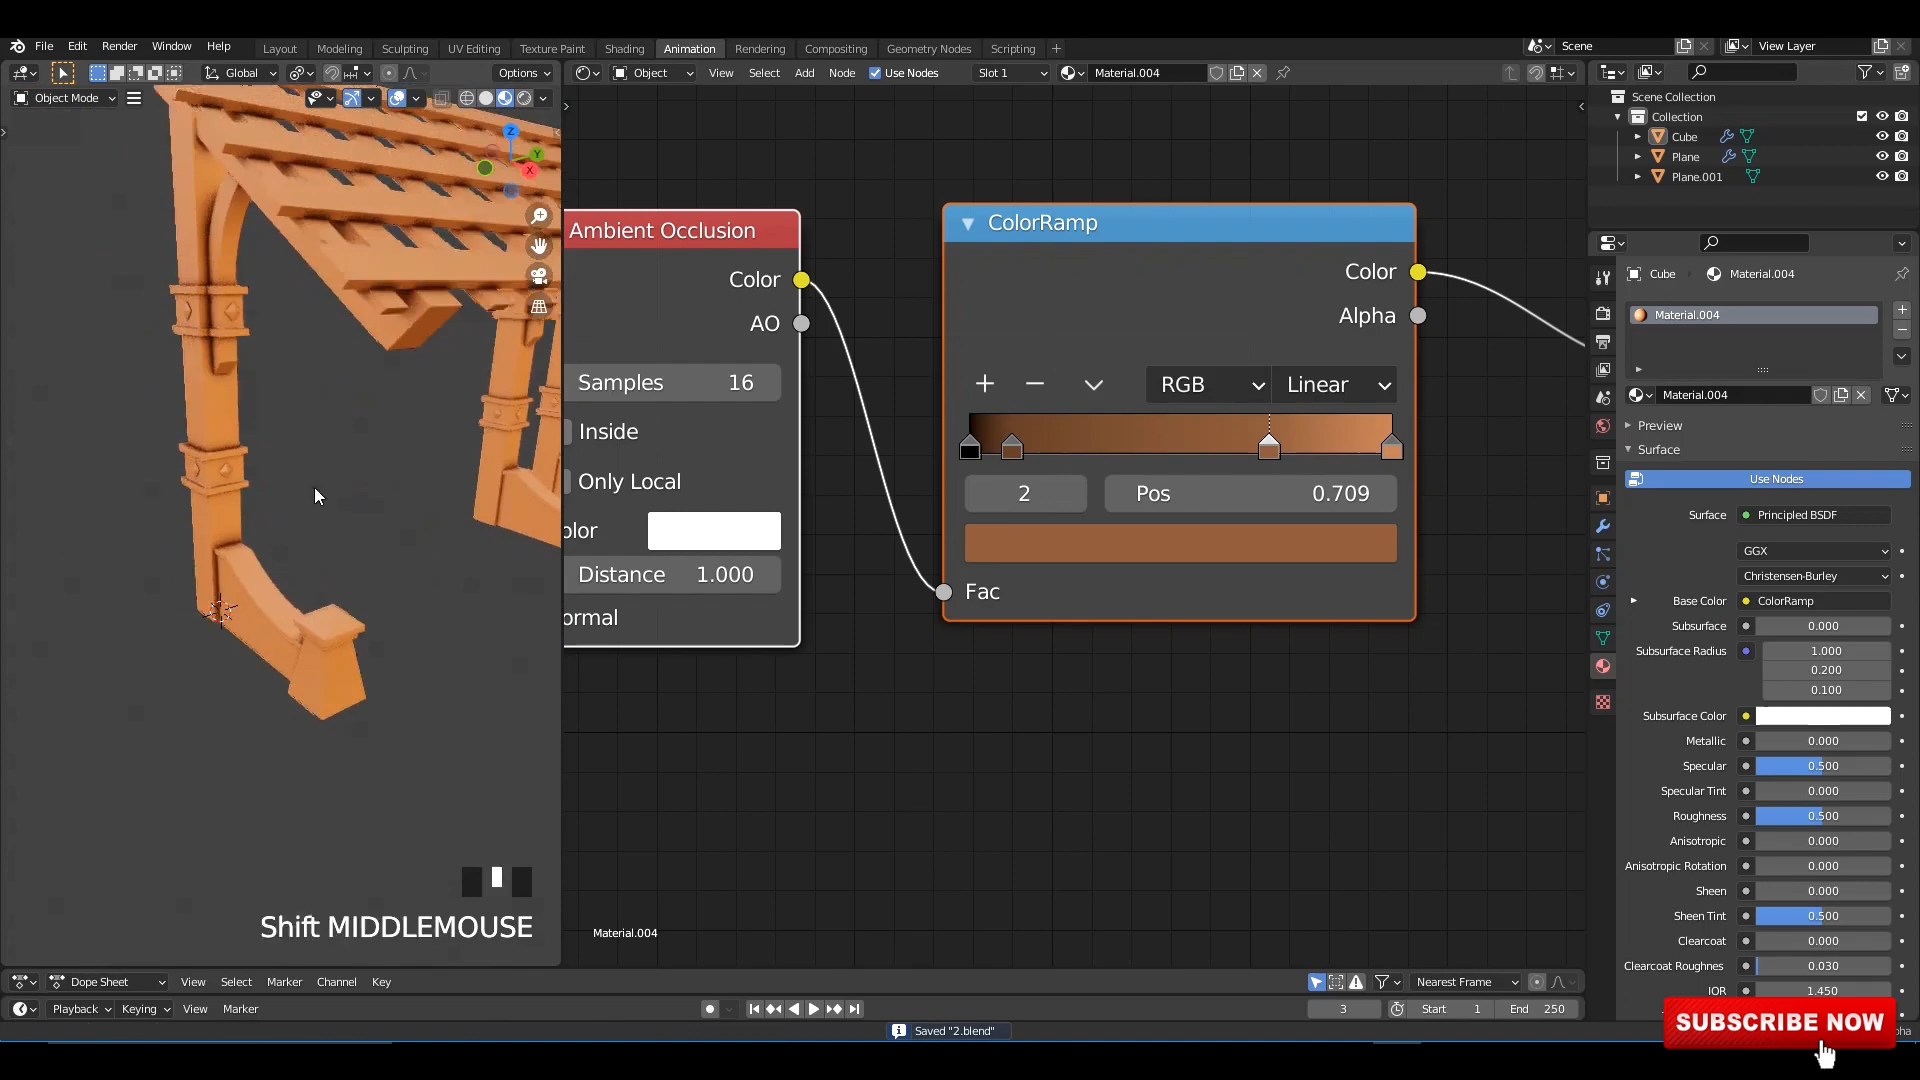 File Edit Render Window Help Layout Modeling Sculpting UV Editing Texture Paint Shading Animation Rendering Compositing Geometry Nodes Scripting + Scene View Layer
Global Options Object View Select Add Node Use Nodes Slot 1 Material.004
Object Mode
Scene Collection
Collection
Cube
Plane
Plane.001
Z
Y
X
Ambient Occlusion
Color
AO
Samples 16
Inside
Only Local
olor
Distance 1.000
ormal
ColorRamp
Color
Alpha
RGB Linear
2 Pos 0.709
Fac
Cube Material.004
Material.004
Material.004
Preview
Surface
Use Nodes
Surface Principled BSDF
GGX
Christensen-Burley
Base Color ColorRamp
Subsurface 0.000
Subsurface Radius 1.000
0.200
0.100
Subsurface Color
Metallic 0.000
Specular 0.500
Specular Tint 0.000
Roughness 0.500
Anisotropic 0.000
Anisotropic Rotation 0.000
Sheen 0.000
Sheen Tint 0.500
Clearcoat 0.000
Clearcoat Roughnes 0.030
IOR 1.450
Shift MIDDLEMOUSE
Material.004
Dope Sheet View Select Marker Channel Key Nearest Frame
Playback Keying View Marker 3 Start 1 End 250
Saved "2.blend"
SUBSCRIBE NOW